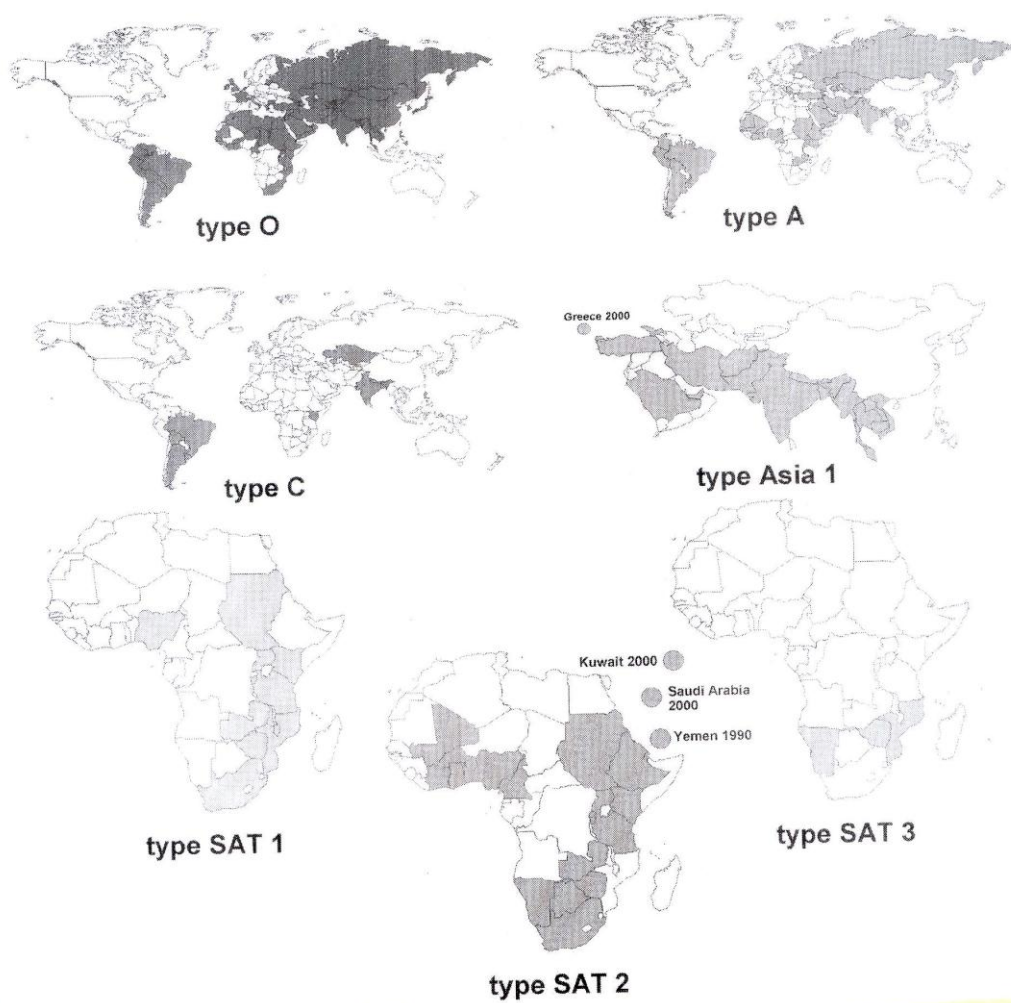 type O
type A
Greece 2000
type C
type Asia 1
Kuwait 2000
Saudi Arabia
2000
Yemen 1990
type SAT 1
type SAT 3
type SAT 2